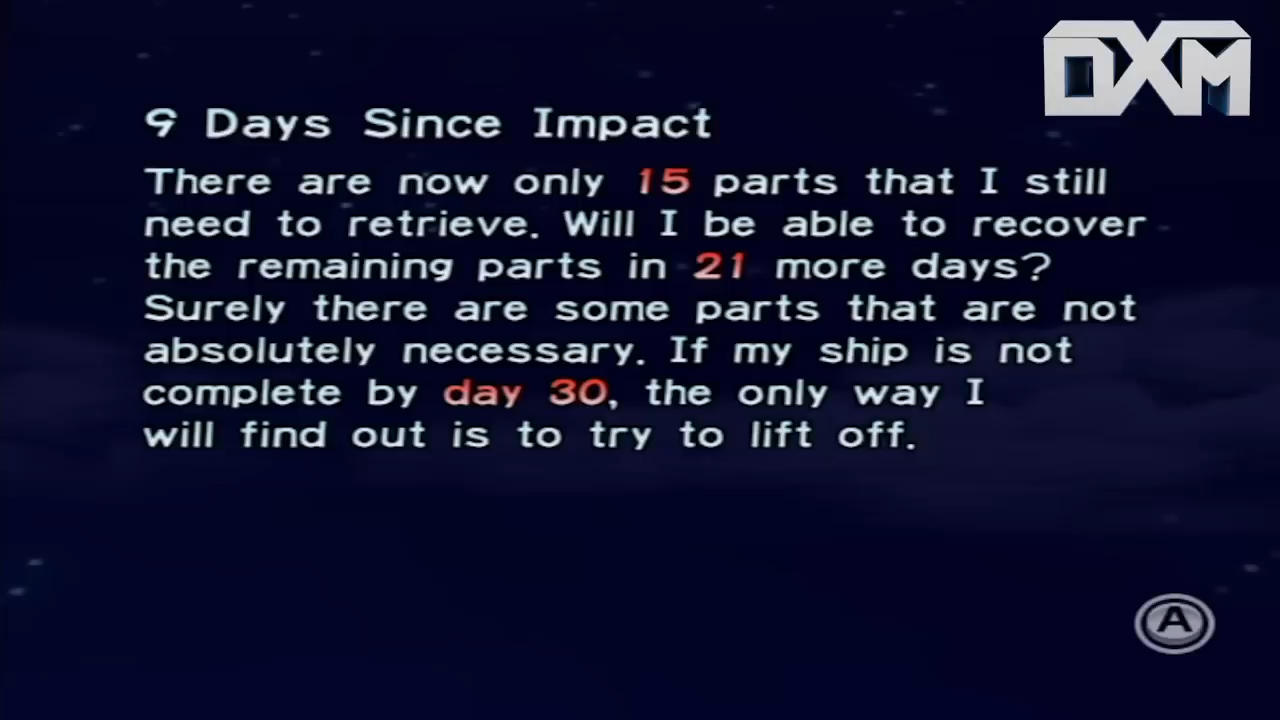 DXM
9 Days Since Impact
There are now only 15 parts that I still
need to retrieve. Will I be able to recover
the remaining parts in 21 more days?
Surely there are some parts that are not
absolutely necessary. If my ship is not
complete by day 30, the only way I
will find out is to try to lift off.
A